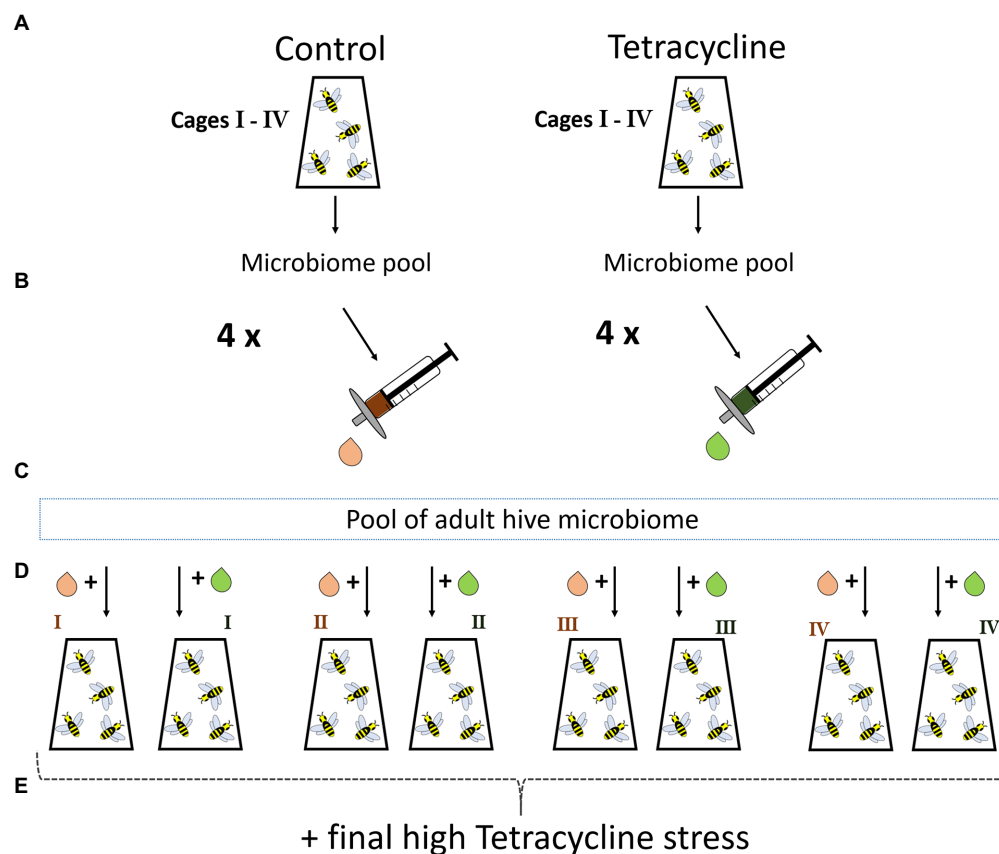 A
Control
Tetracycline
Cages I - IV
Cages I - IV
Microbiome pool
Microbiome pool
B
4 x
4 x
C
Pool of adult hive microbiome
D
+
+
+
+
+
+
+
+
I
I
II
II
III
III
IV
IV
E
+ final high Tetracycline stress